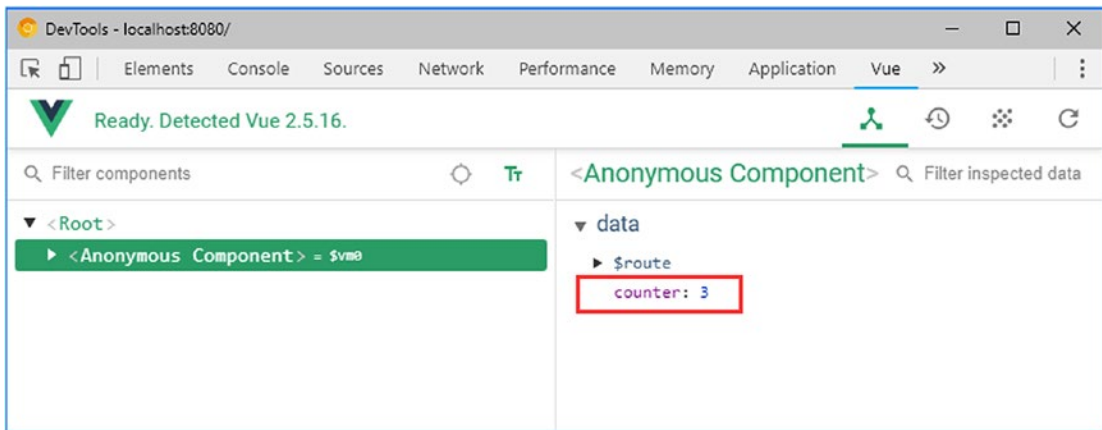 DevTools - localhost:8080/
Elements Console Sources Network Performance Memory Application Vue »
Ready. Detected Vue 2.5.16.
Filter components Tт <Anonymous Component> Filter inspected data
▼ <Root>
▶ <Anonymous Component> = $vm0
▼ data
▶ $route
counter: 3